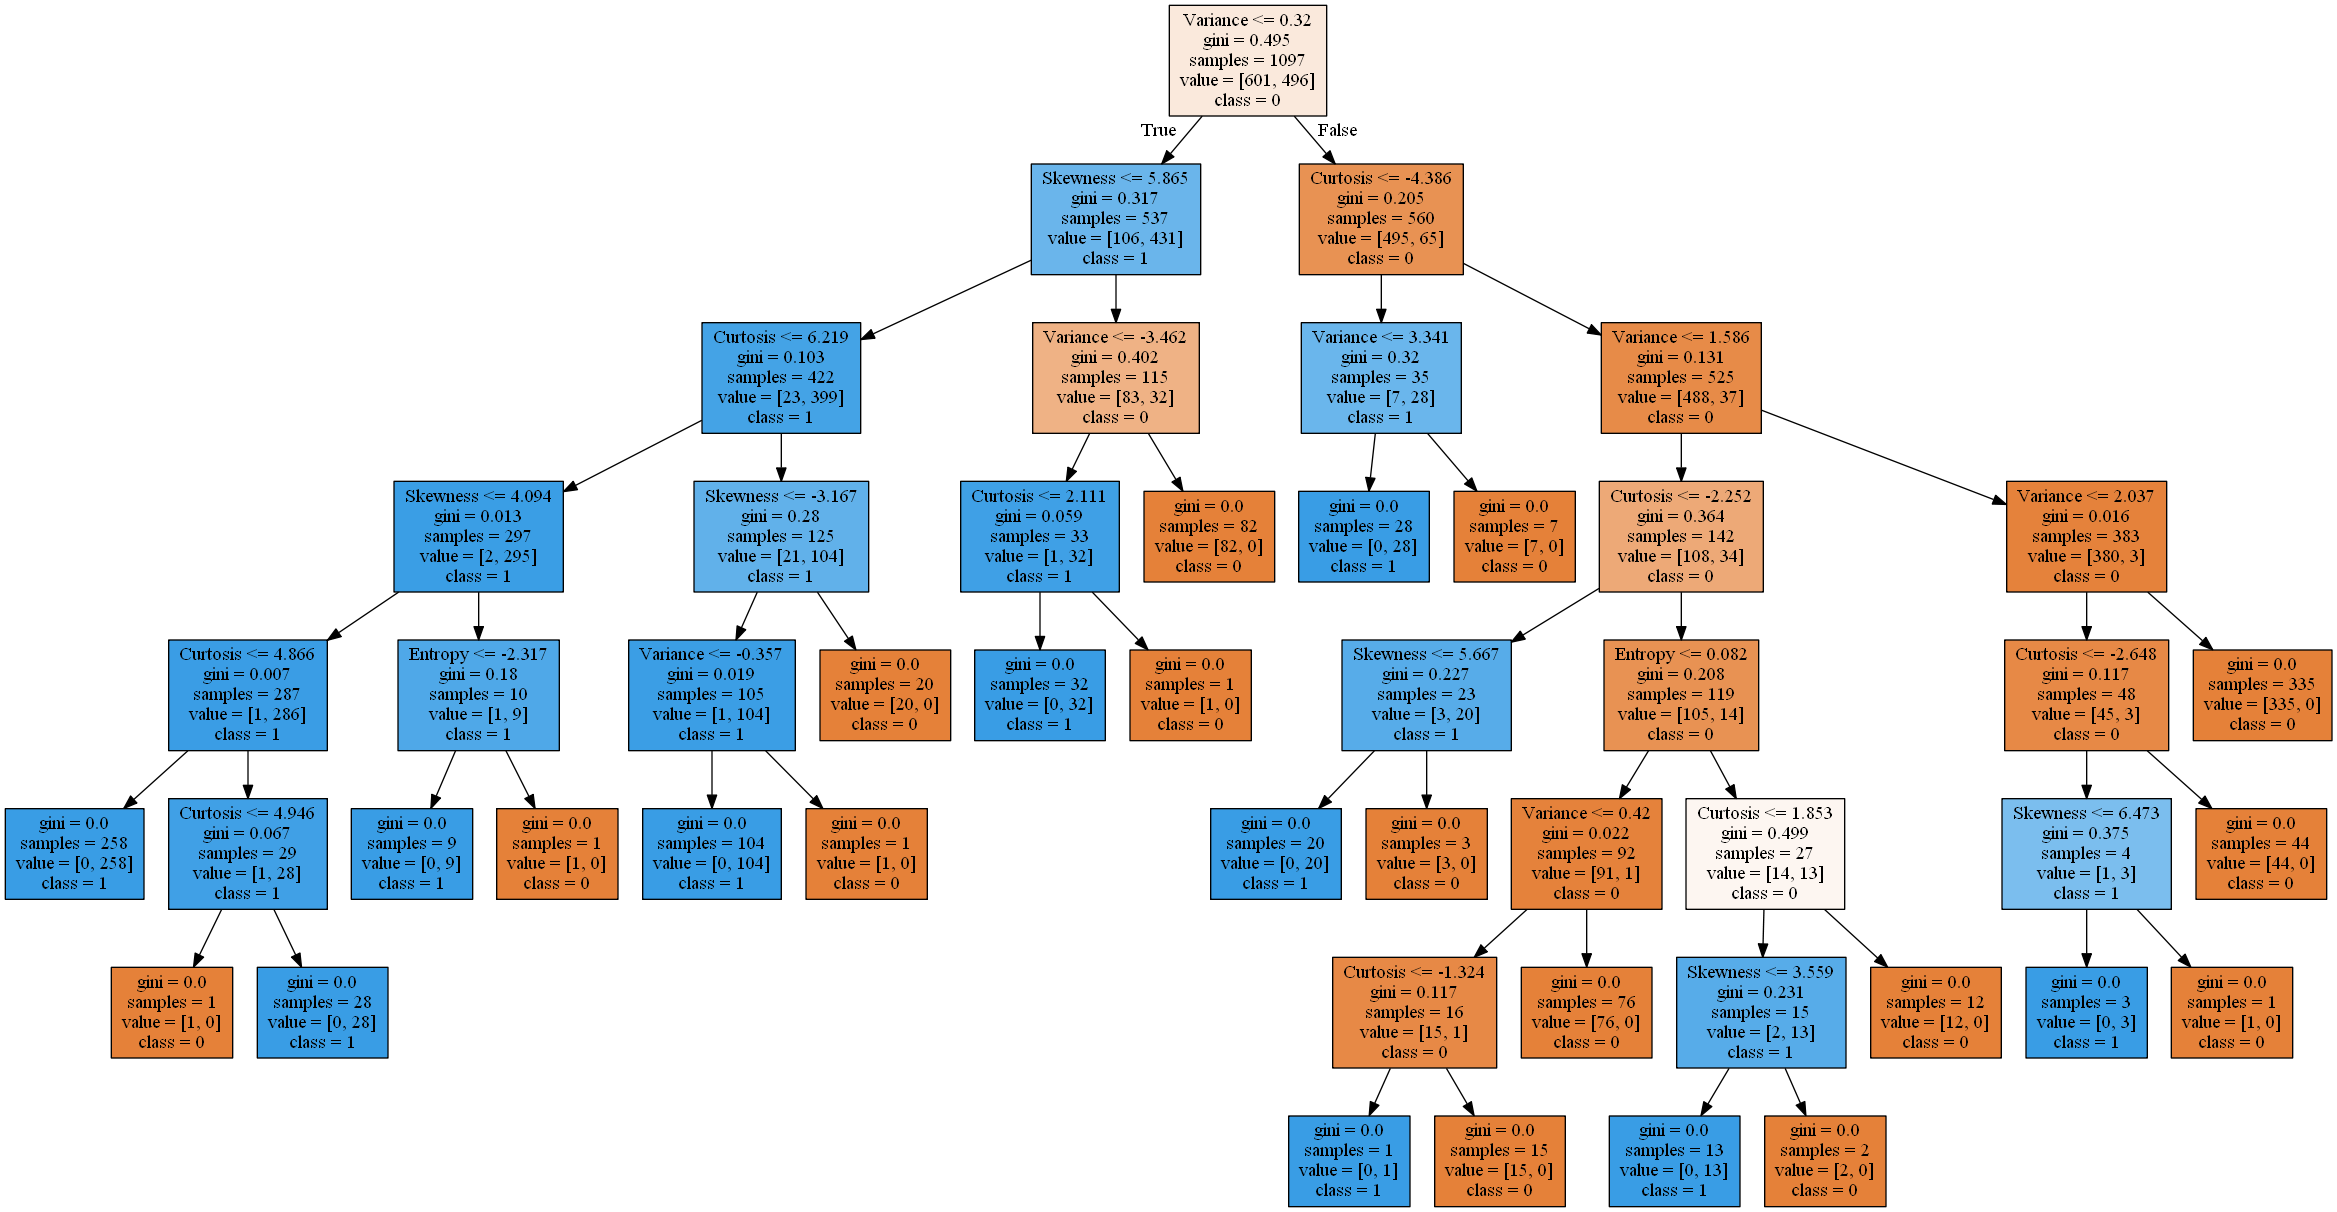 Variance <= 0.32
gini = 0.495
samples = 1097
value = [601, 496]
class = 0
True
False
Skewness <= 5.865
gini = 0.317
samples = 537
value = [106, 431]
class = 1
Curtosis <= -4.386
gini = 0.205
samples = 560
value = [495, 65]
class = 0
Curtosis <= 6.219
gini = 0.103
samples = 422
value = [23, 399]
class = 1
Variance <= -3.462
gini = 0.402
samples = 115
value = [83, 32]
class = 0
Variance <= 3.341
gini = 0.32
samples = 35
value = [7, 28]
class = 1
Variance <= 1.586
gini = 0.131
samples = 525
value = [488, 37]
class = 0
Skewness <= 4.094
gini = 0.013
samples = 297
value = [2, 295]
class = 1
Skewness <= -3.167
gini = 0.28
samples = 125
value = [21, 104]
class = 1
Curtosis <= 2.111
gini = 0.059
samples = 33
value = [1, 32]
class = 1
gini = 0.0
samples = 82
value = [82, 0]
class = 0
gini = 0.0
samples = 28
value = [0, 28]
class = 1
gini = 0.0
samples = 7
value = [7, 0]
class = 0
Curtosis <= -2.252
gini = 0.364
samples = 142
value = [108, 34]
class = 0
Variance <= 2.037
gini = 0.016
samples = 383
value = [380, 3]
class = 0
Curtosis <= 4.866
gini = 0.007
samples = 287
value = [1, 286]
class = 1
Entropy <= -2.317
gini = 0.18
samples = 10
value = [1, 9]
class = 1
Variance <= -0.357
gini = 0.019
samples = 105
value = [1, 104]
class = 1
gini = 0.0
samples = 20
value = [20, 0]
class = 0
gini = 0.0
samples = 32
value = [0, 32]
class = 1
gini = 0.0
samples = 1
value = [1, 0]
class = 0
Skewness <= 5.667
gini = 0.227
samples = 23
value = [3, 20]
class = 1
Entropy <= 0.082
gini = 0.208
samples = 119
value = [105, 14]
class = 0
Curtosis <= -2.648
gini = 0.117
samples = 48
value = [45, 3]
class = 0
gini = 0.0
samples = 335
value = [335, 0]
class = 0
gini = 0.0
samples = 258
value = [0, 258]
class = 1
Curtosis <= 4.946
gini = 0.067
samples = 29
value = [1, 28]
class = 1
gini = 0.0
samples = 9
value = [0, 9]
class = 1
gini = 0.0
samples = 1
value = [1, 0]
class = 0
gini = 0.0
samples = 104
value = [0, 104]
class = 1
gini = 0.0
samples = 1
value = [1, 0]
class = 0
gini = 0.0
samples = 20
value = [0, 20]
class = 1
gini = 0.0
samples = 3
value = [3, 0]
class = 0
Variance <= 0.42
gini = 0.022
samples = 92
value = [91, 1]
class = 0
Curtosis <= 1.853
gini = 0.499
samples = 27
value = [14, 13]
class = 0
Skewness <= 6.473
gini = 0.375
samples = 4
value = [1, 3]
class = 1
gini = 0.0
samples = 44
value = [44, 0]
class = 0
gini = 0.0
samples = 1
value = [1, 0]
class = 0
gini = 0.0
samples = 28
value = [0, 28]
class = 1
Curtosis <= -1.324
gini = 0.117
samples = 16
value = [15, 1]
class = 0
gini = 0.0
samples = 76
value = [76, 0]
class = 0
Skewness <= 3.559
gini = 0.231
samples = 15
value = [2, 13]
class = 1
gini = 0.0
samples = 12
value = [12, 0]
class = 0
gini = 0.0
samples = 3
value = [0, 3]
class = 1
gini = 0.0
samples = 1
value = [1, 0]
class = 0
gini = 0.0
samples = 1
value = [0, 1]
class = 1
gini = 0.0
samples = 15
value = [15, 0]
class = 0
gini = 0.0
samples = 13
value = [0, 13]
class = 1
gini = 0.0
samples = 2
value = [2, 0]
class = 0